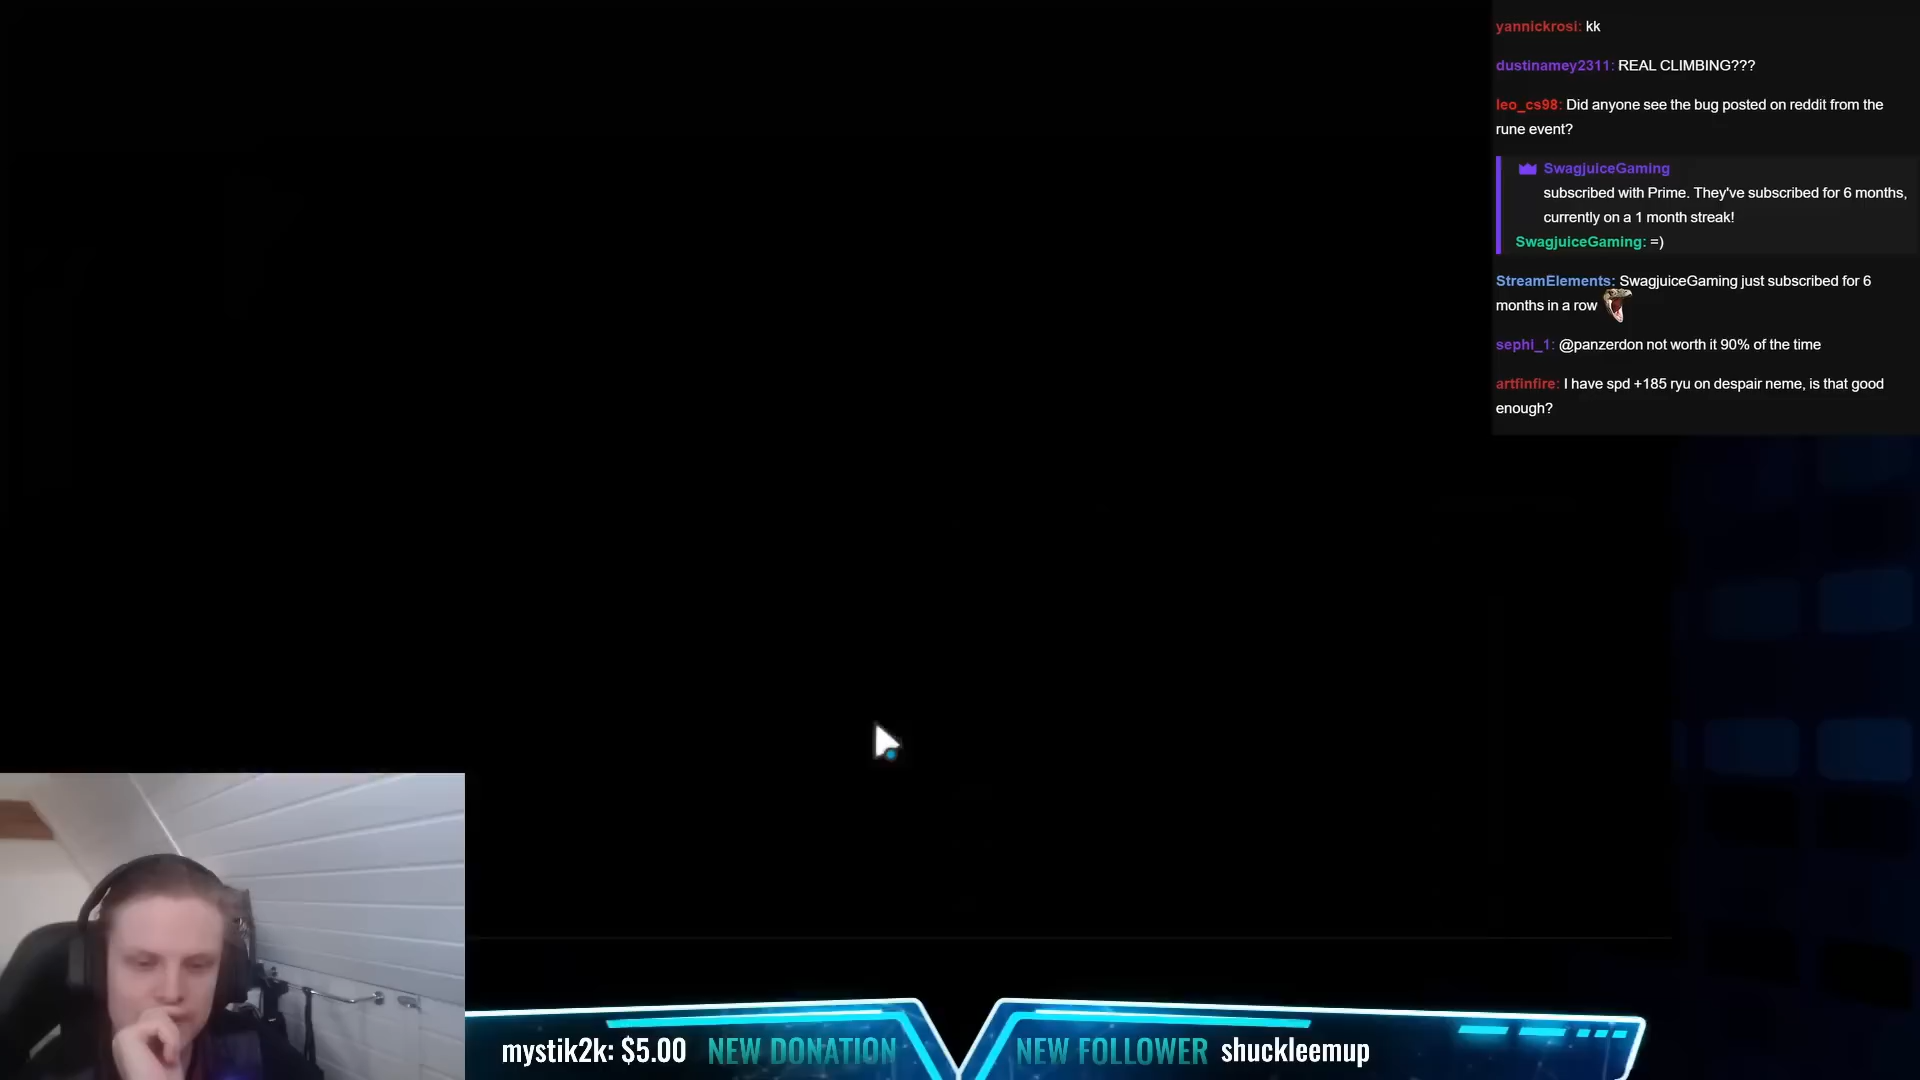 yannickrosi: kk
dustinamey2311: REAL CLIMBING???
leo_cs98: Did anyone see the bug posted on reddit from the
rune event?
SwagjuiceGaming
subscribed with Prime. They've subscribed for 6 months,
currently on a 1 month streak!
SwagjuiceGaming: =)
StreamElements: SwagjuiceGaming just subscribed for 6
months in a row
sephi_1: @panzerdon not worth it 90% of the time
artfinfire: I have spd +185 ryu on despair neme, is that good
enough?
mystik2k: $5.00 NEW DONATION
NEW FOLLOWER shuckleemup